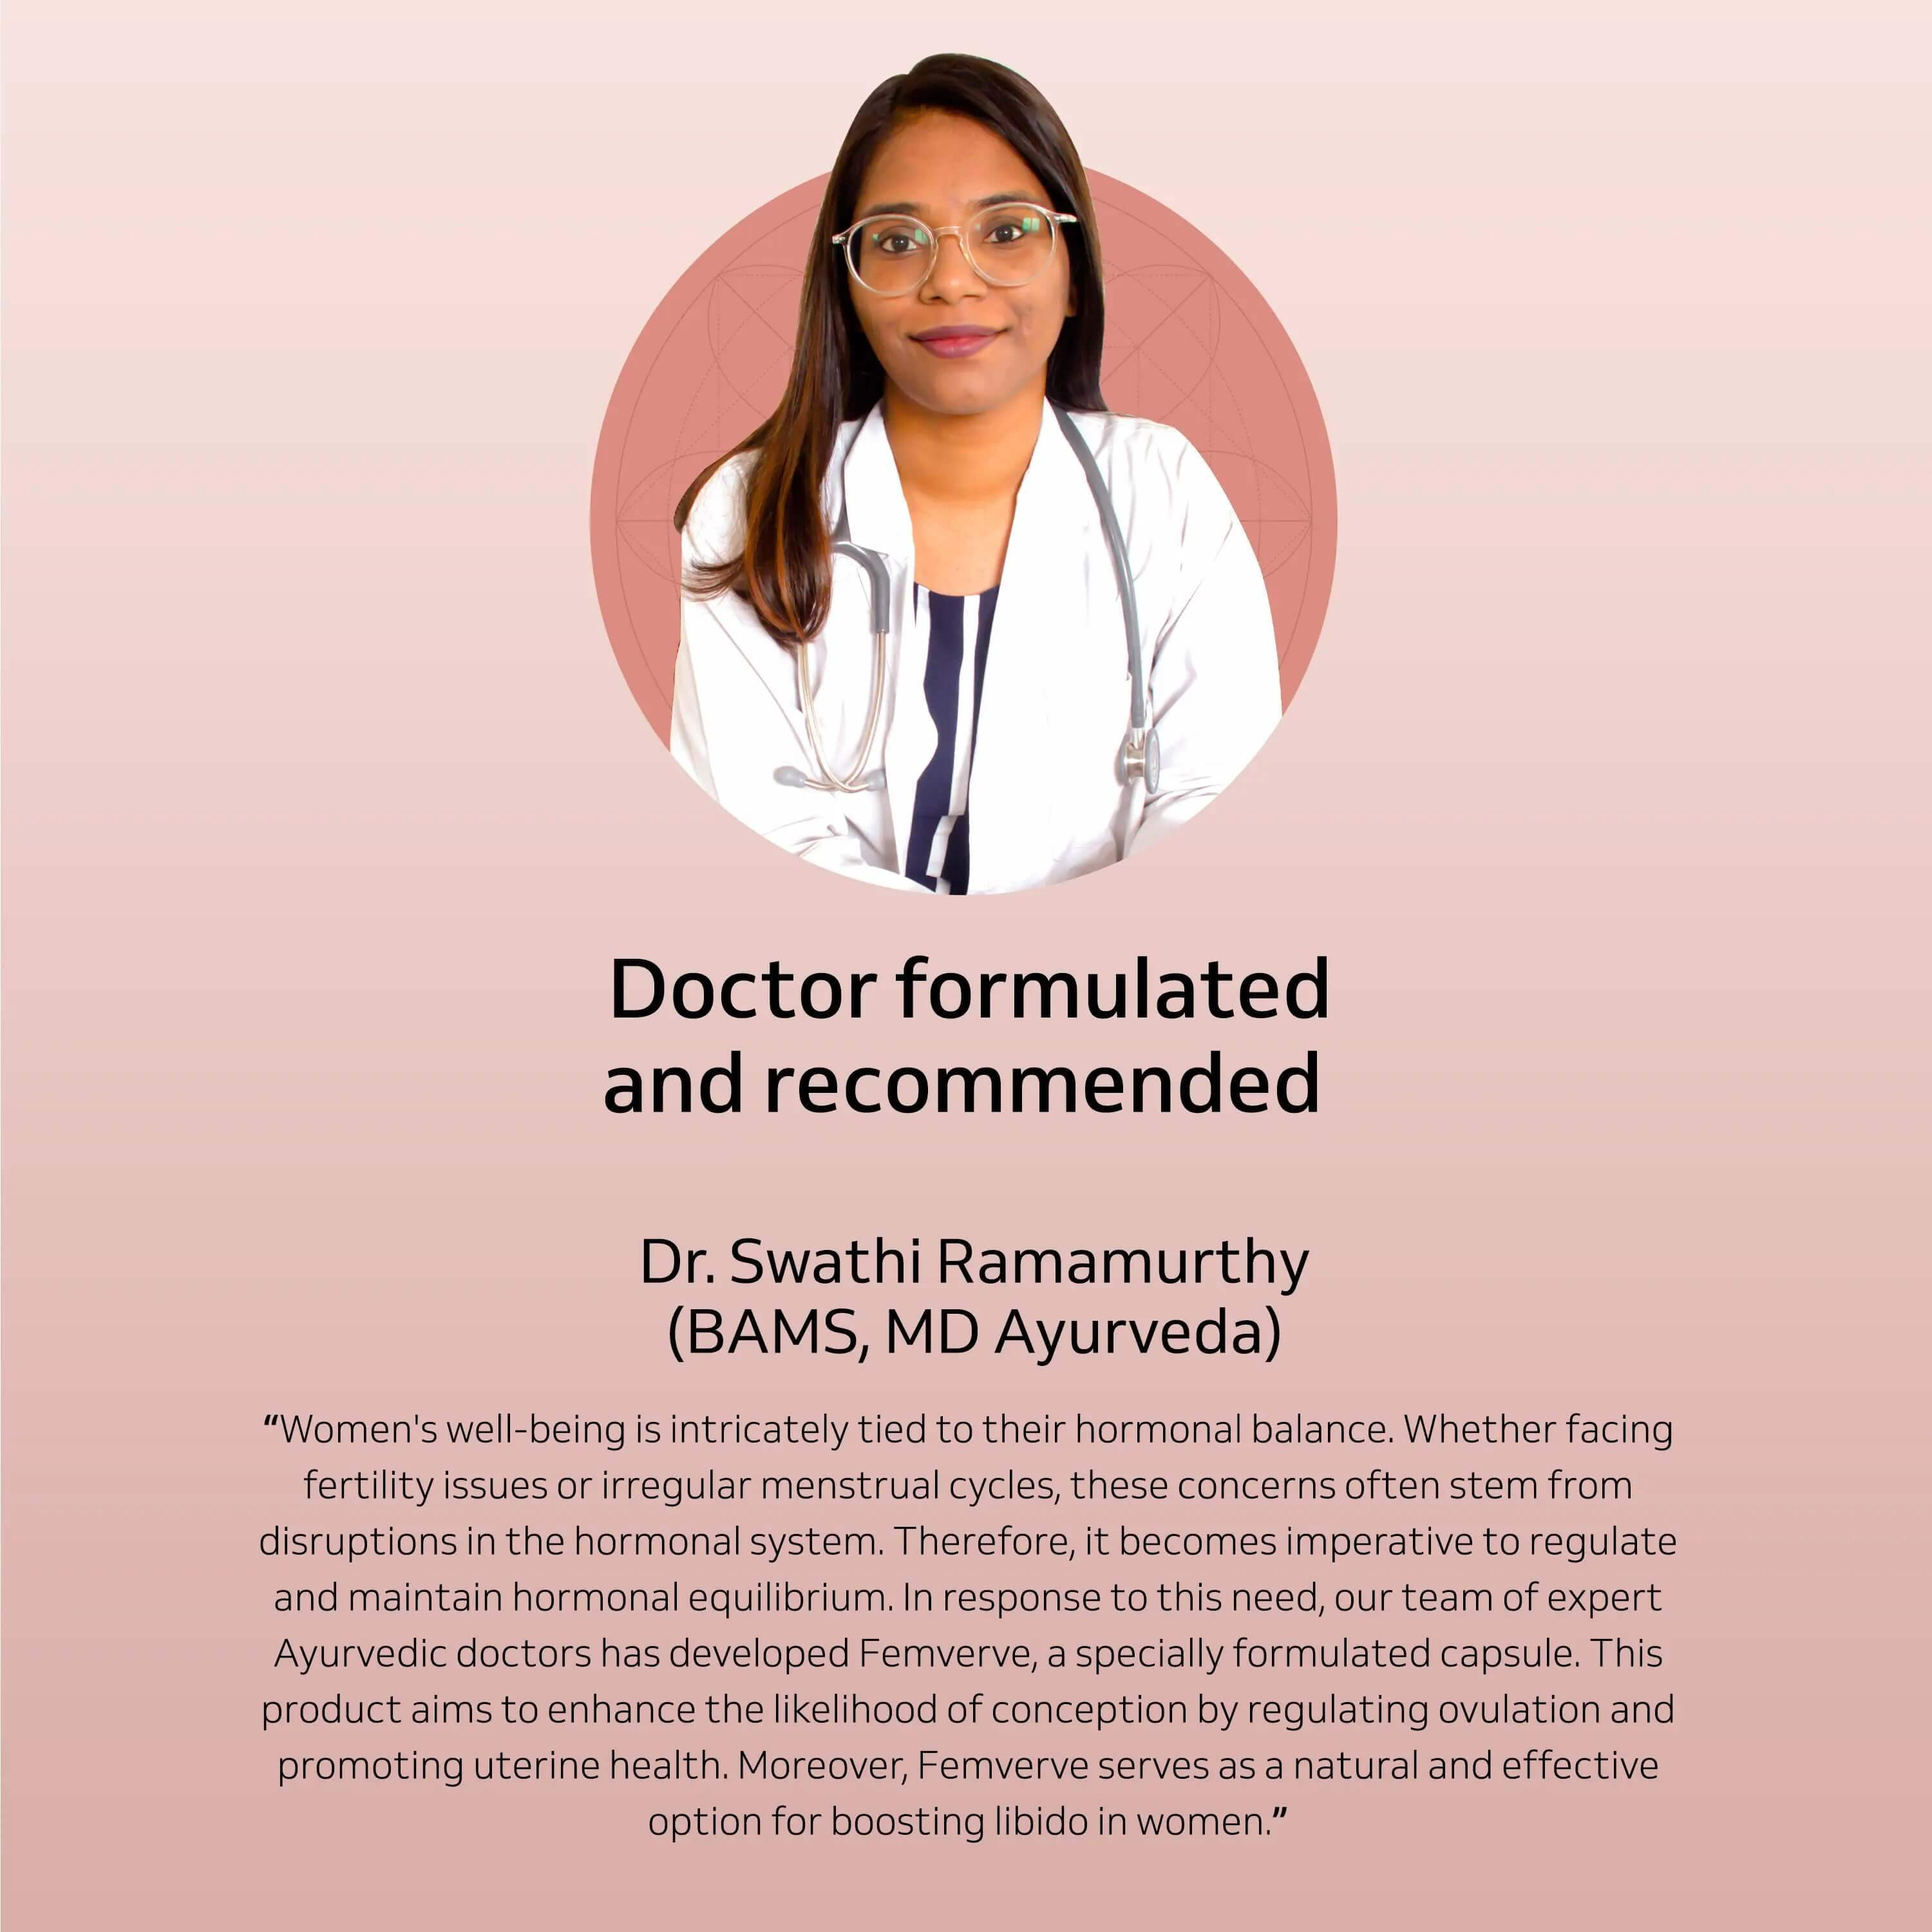 Doctor formulated
and recommended
Dr. Swathi Ramamurthy
(BAMS, MD Ayurveda)
“Women's well-being is intricately tied to their hormonal balance. Whether facing
fertility issues or irregular menstrual cycles, these concerns often stem from
disruptions in the hormonal system. Therefore, it becomes imperative to regulate
and maintain hormonal equilibrium. In response to this need, our team of expert
Ayurvedic doctors has developed Femverve, a specially formulated capsule. This
product aims to enhance the likelihood of conception by regulating ovulation and
promoting uterine health. Moreover, Femverve serves as a natural and effective
option for boosting libido in women.”